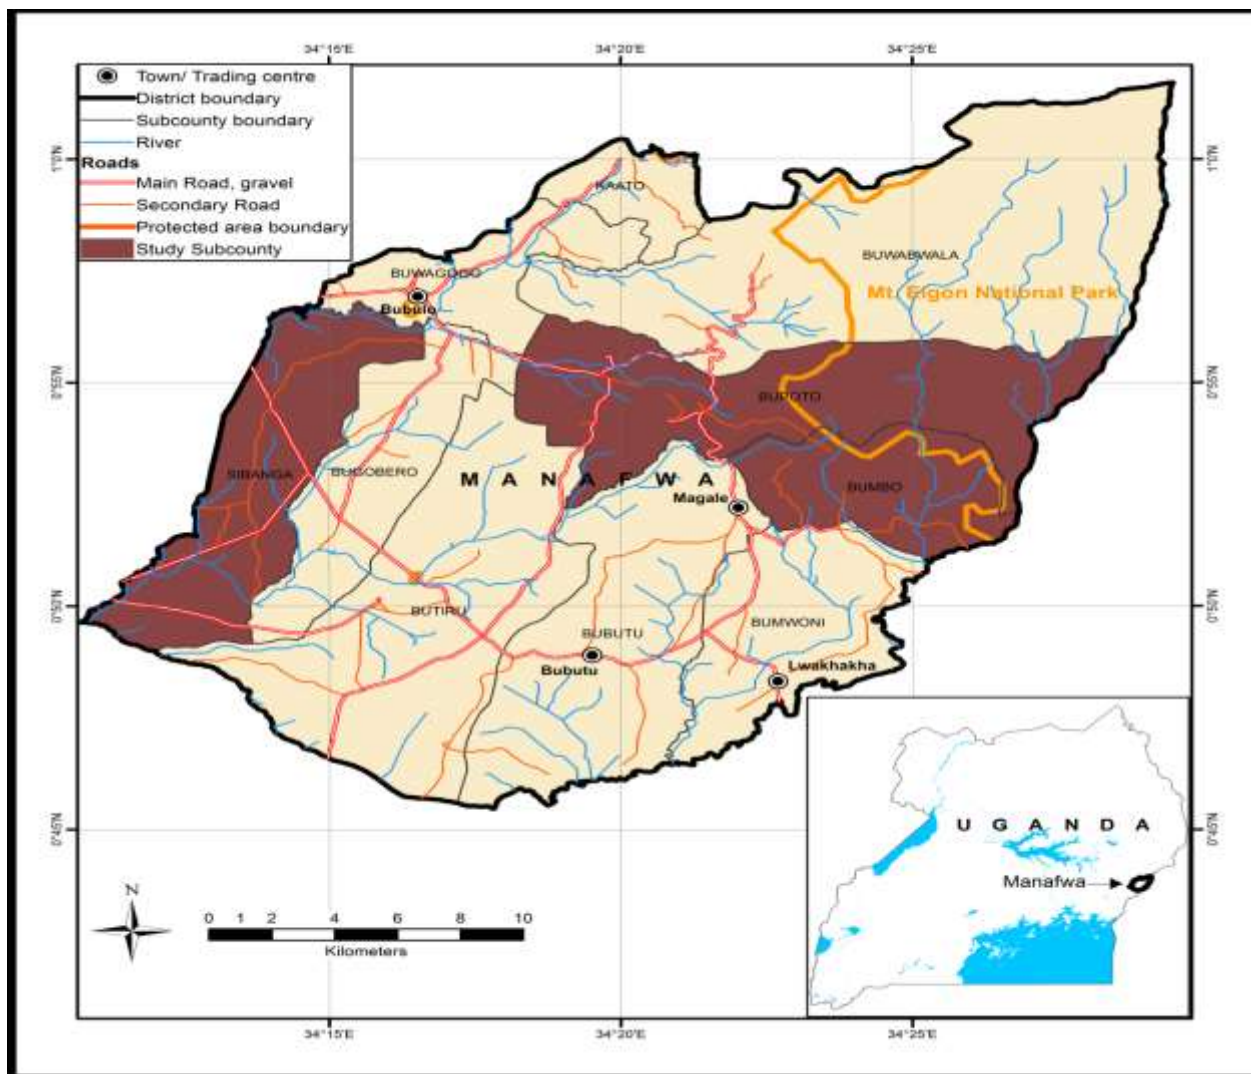 34°15'E 34°20'E 34°25'E
Town/ Trading centre
District boundary
Subcounty boundary
River
Roads
Main Road, gravel
Secondary Road
Protected area boundary
Study Subcounty
1°0'N 1°0'N
KAATO
BUWABWALA
BUWAGOGO
Mt. Elgon National Park
Bubulo
0°55'N 0°55'N
BUPOTO
SIBANGA
BUGOBERO
MANAFWA
BUMBO
Magale
0°50'N 0°50'N
BUTIRU
BUBUTU
BUMWONI
Bubutu
Lwakhakha
0°45'N 0°45'N
UGANDA
Manafwa
N
0 1 2 4 6 8 10
Kilometers
34°15'E 34°20'E 34°25'E